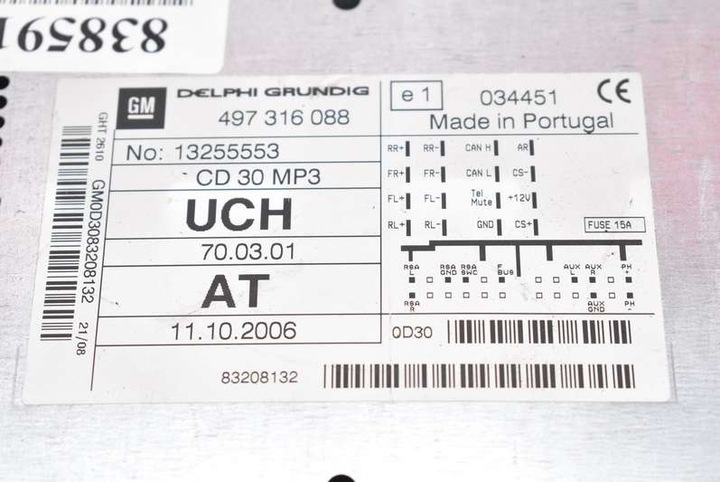 838591
GM
DELPHI GRUNDIG
497 316 088
e 1
034451
CE
Made in Portugal
No: 13255553
CD 30 MP3
UCH
70.03.01
AT
11.10.2006
83208132
RR+ RR- CAN H AR
FR+ FR- CAN L CS-
FL+ FL- Tel Mute +12V
RL+ RL- GND CS+
FUSE 15A
RSA L RSA GND RSA SWC F BUS AUX L AUX R PH +
RSA R AUX GND PH -
0D30
GHT 2610
GM0D3083208132
21/08